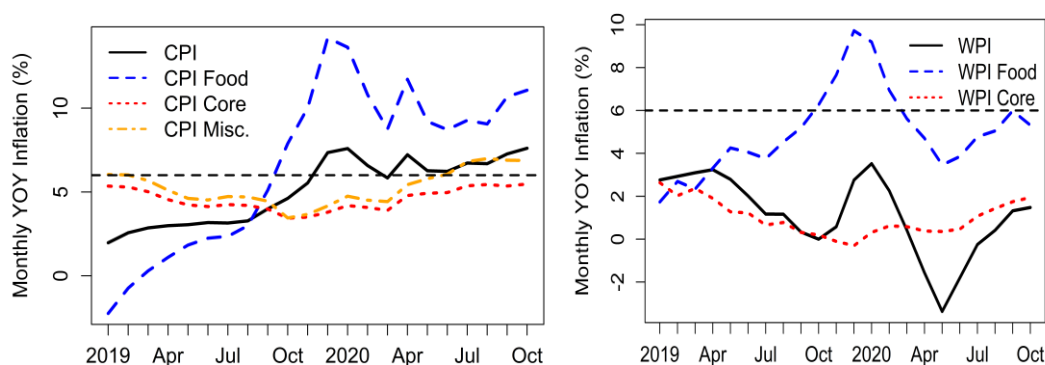 Monthly YOY Inflation (%)
10
5
0
CPI
CPI Food
CPI Core
CPI Misc.
2019 Apr Jul Oct 2020 Apr Jul Oct
Monthly YOY Inflation (%)
10
8
6
4
2
0
-2
WPI
WPI Food
WPI Core
2019 Apr Jul Oct 2020 Apr Jul Oct